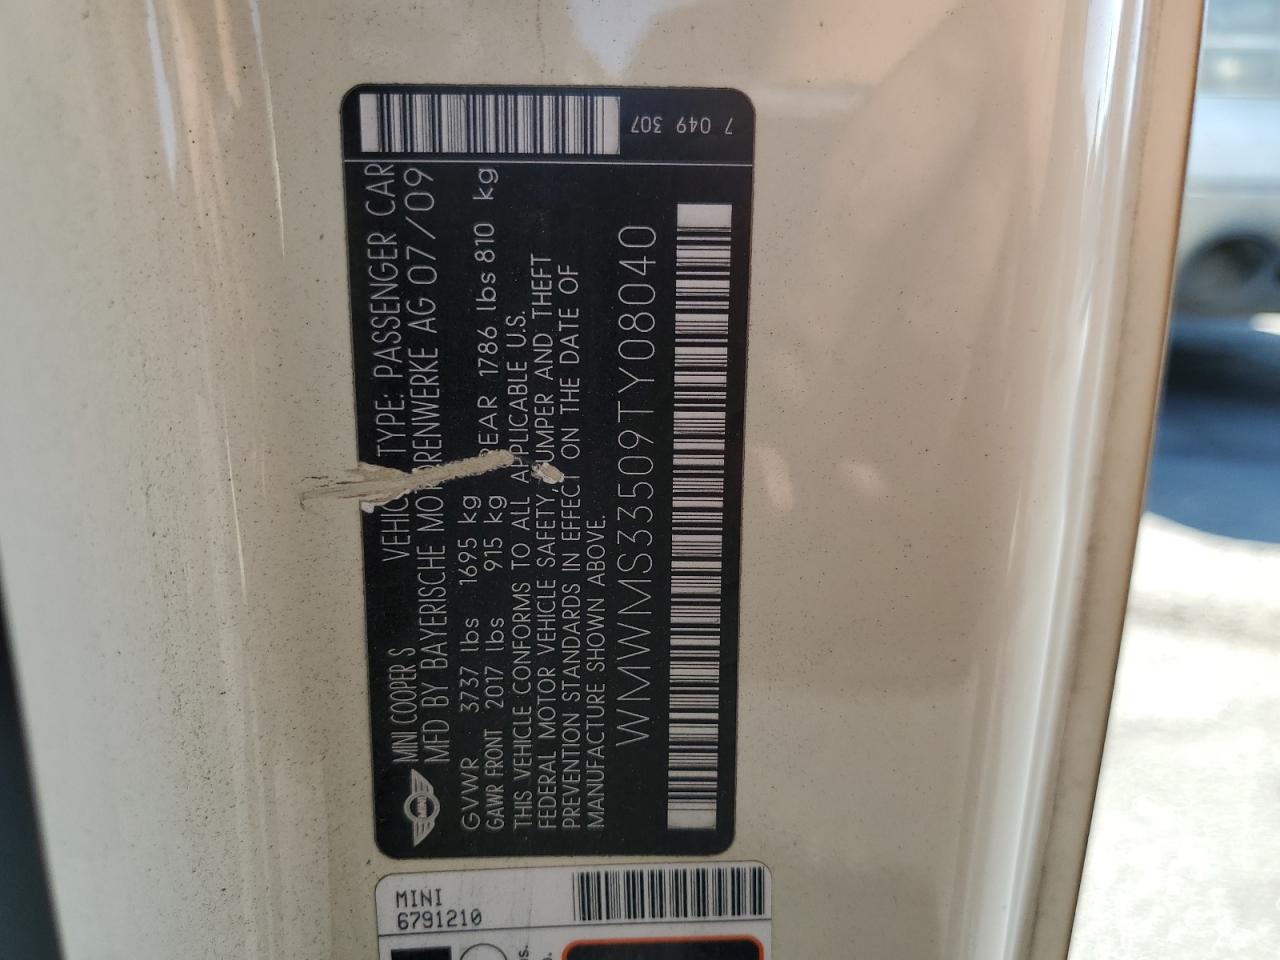 7 049 307
MINI
MINI COOPER S VEHIC TYPE: PASSENGER CAR
MFD BY BAYERISCHE MOTORENWERKE AG 07/09
GVWR 3737 lbs 1695 kg
GAWR FRONT 2017 lbs 915 kg REAR 1786 lbs 810 kg
THIS VEHICLE CONFORMS TO ALL APPLICABLE U.S.
FEDERAL MOTOR VEHICLE SAFETY, BUMPER AND THEFT
PREVENTION STANDARDS IN EFFECT ON THE DATE OF
MANUFACTURE SHOWN ABOVE.
WMWMS33509TY08040
MINI
6791210